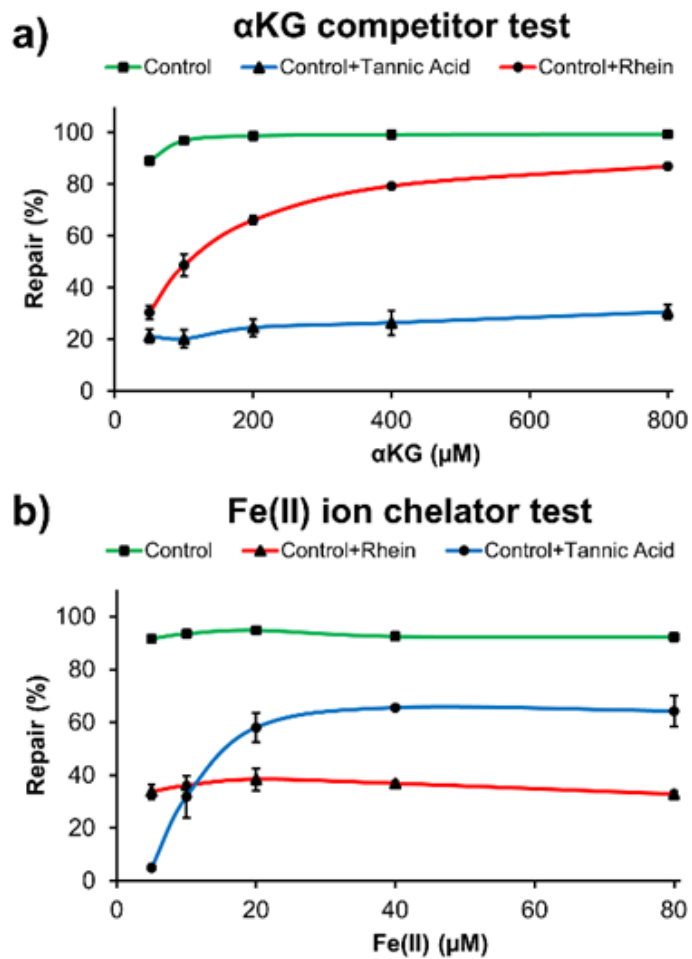 a)
αKG competitor test
Control Control+Tannic Acid Control+Rhein
Repair (%)
100
80
60
40
20
0
0 200 400 600 800
αKG (μM)
b)
Fe(II) ion chelator test
Control Control+Rhein Control+Tannic Acid
Repair (%)
100
80
60
40
20
0
0 20 40 60 80
Fe(II) (μM)